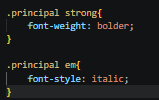 .principal strong{
    font-weight: bolder;
}

.principal em{
    font-style: italic;
}